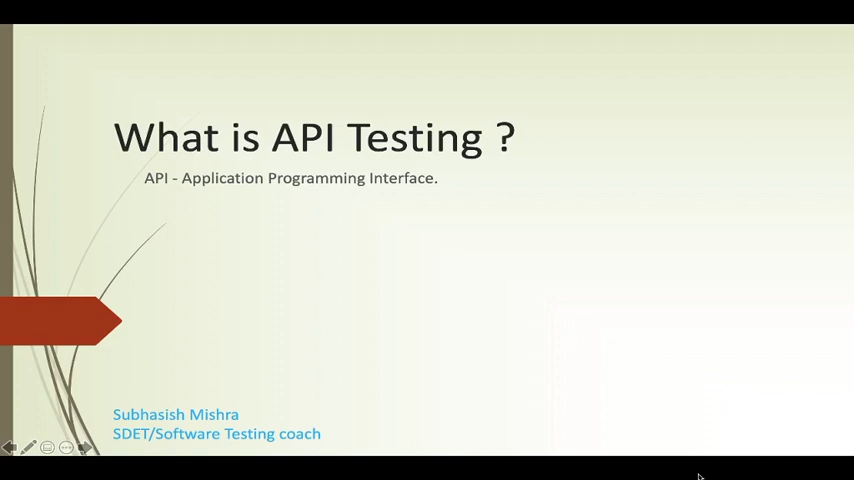 What is API Testing ?
API - Application Programming Interface.
Subhasish Mishra
SDET/Software Testing coach